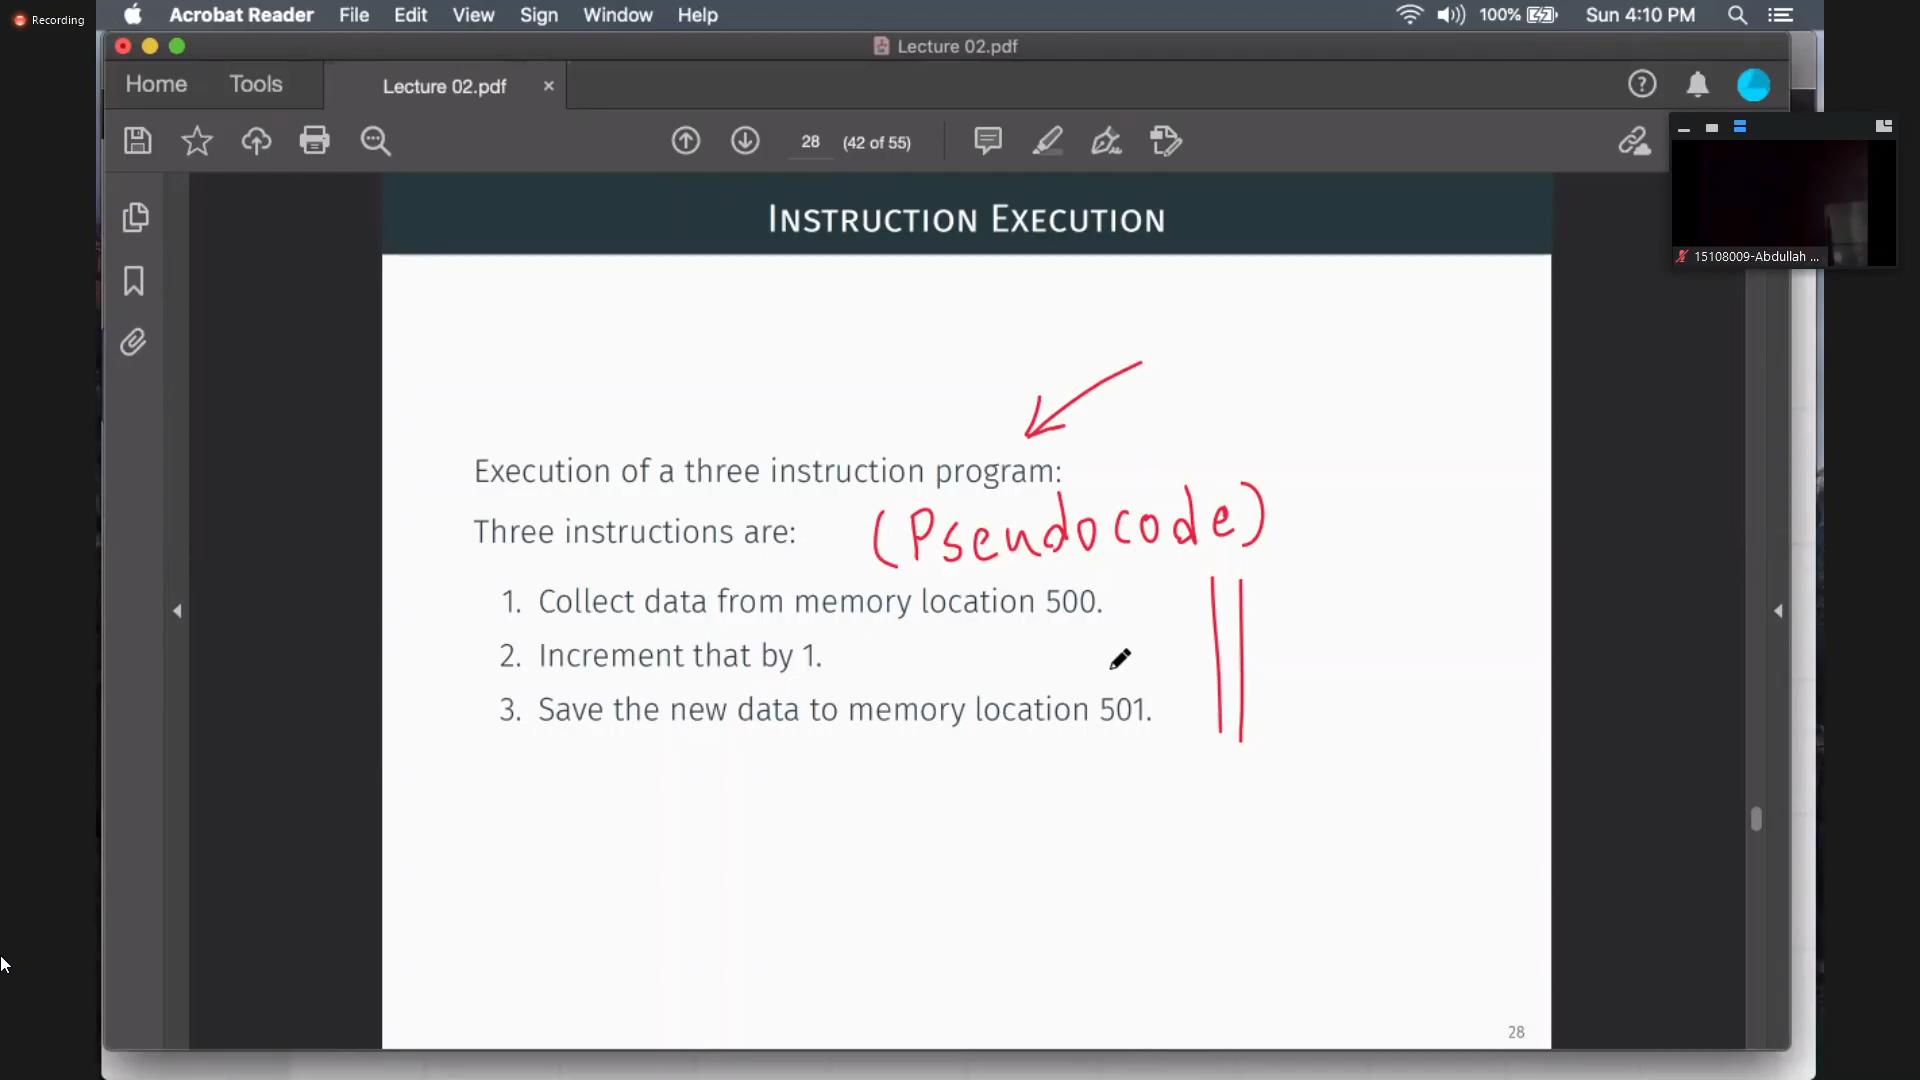 Recording
Acrobat Reader File Edit View Sign Window Help 100% Sun 4:10 PM
Lecture 02.pdf
Home Tools Lecture 02.pdf ×
28 (42 of 55)
15108009-Abdullah ...
INSTRUCTION EXECUTION
Execution of a three instruction program:
Three instructions are: (Pseudocode)
1. Collect data from memory location 500.
2. Increment that by 1.
3. Save the new data to memory location 501.
28